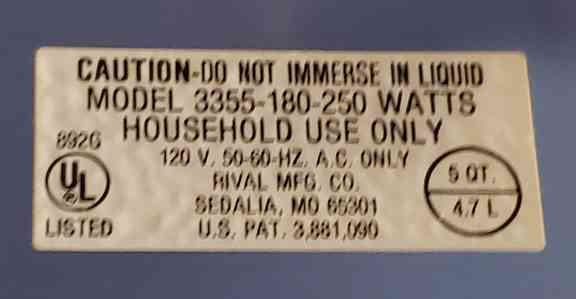 CAUTION-DO NOT IMMERSE IN LIQUID
MODEL 3355-180-250 WATTS
HOUSEHOLD USE ONLY
892G
120 V. 50-60-HZ. A.C. ONLY
UL
RIVAL MFG. CO.
5 QT.
SEDALIA, MO 65301
4.7 L
LISTED
U.S. PAT. 3,881,090